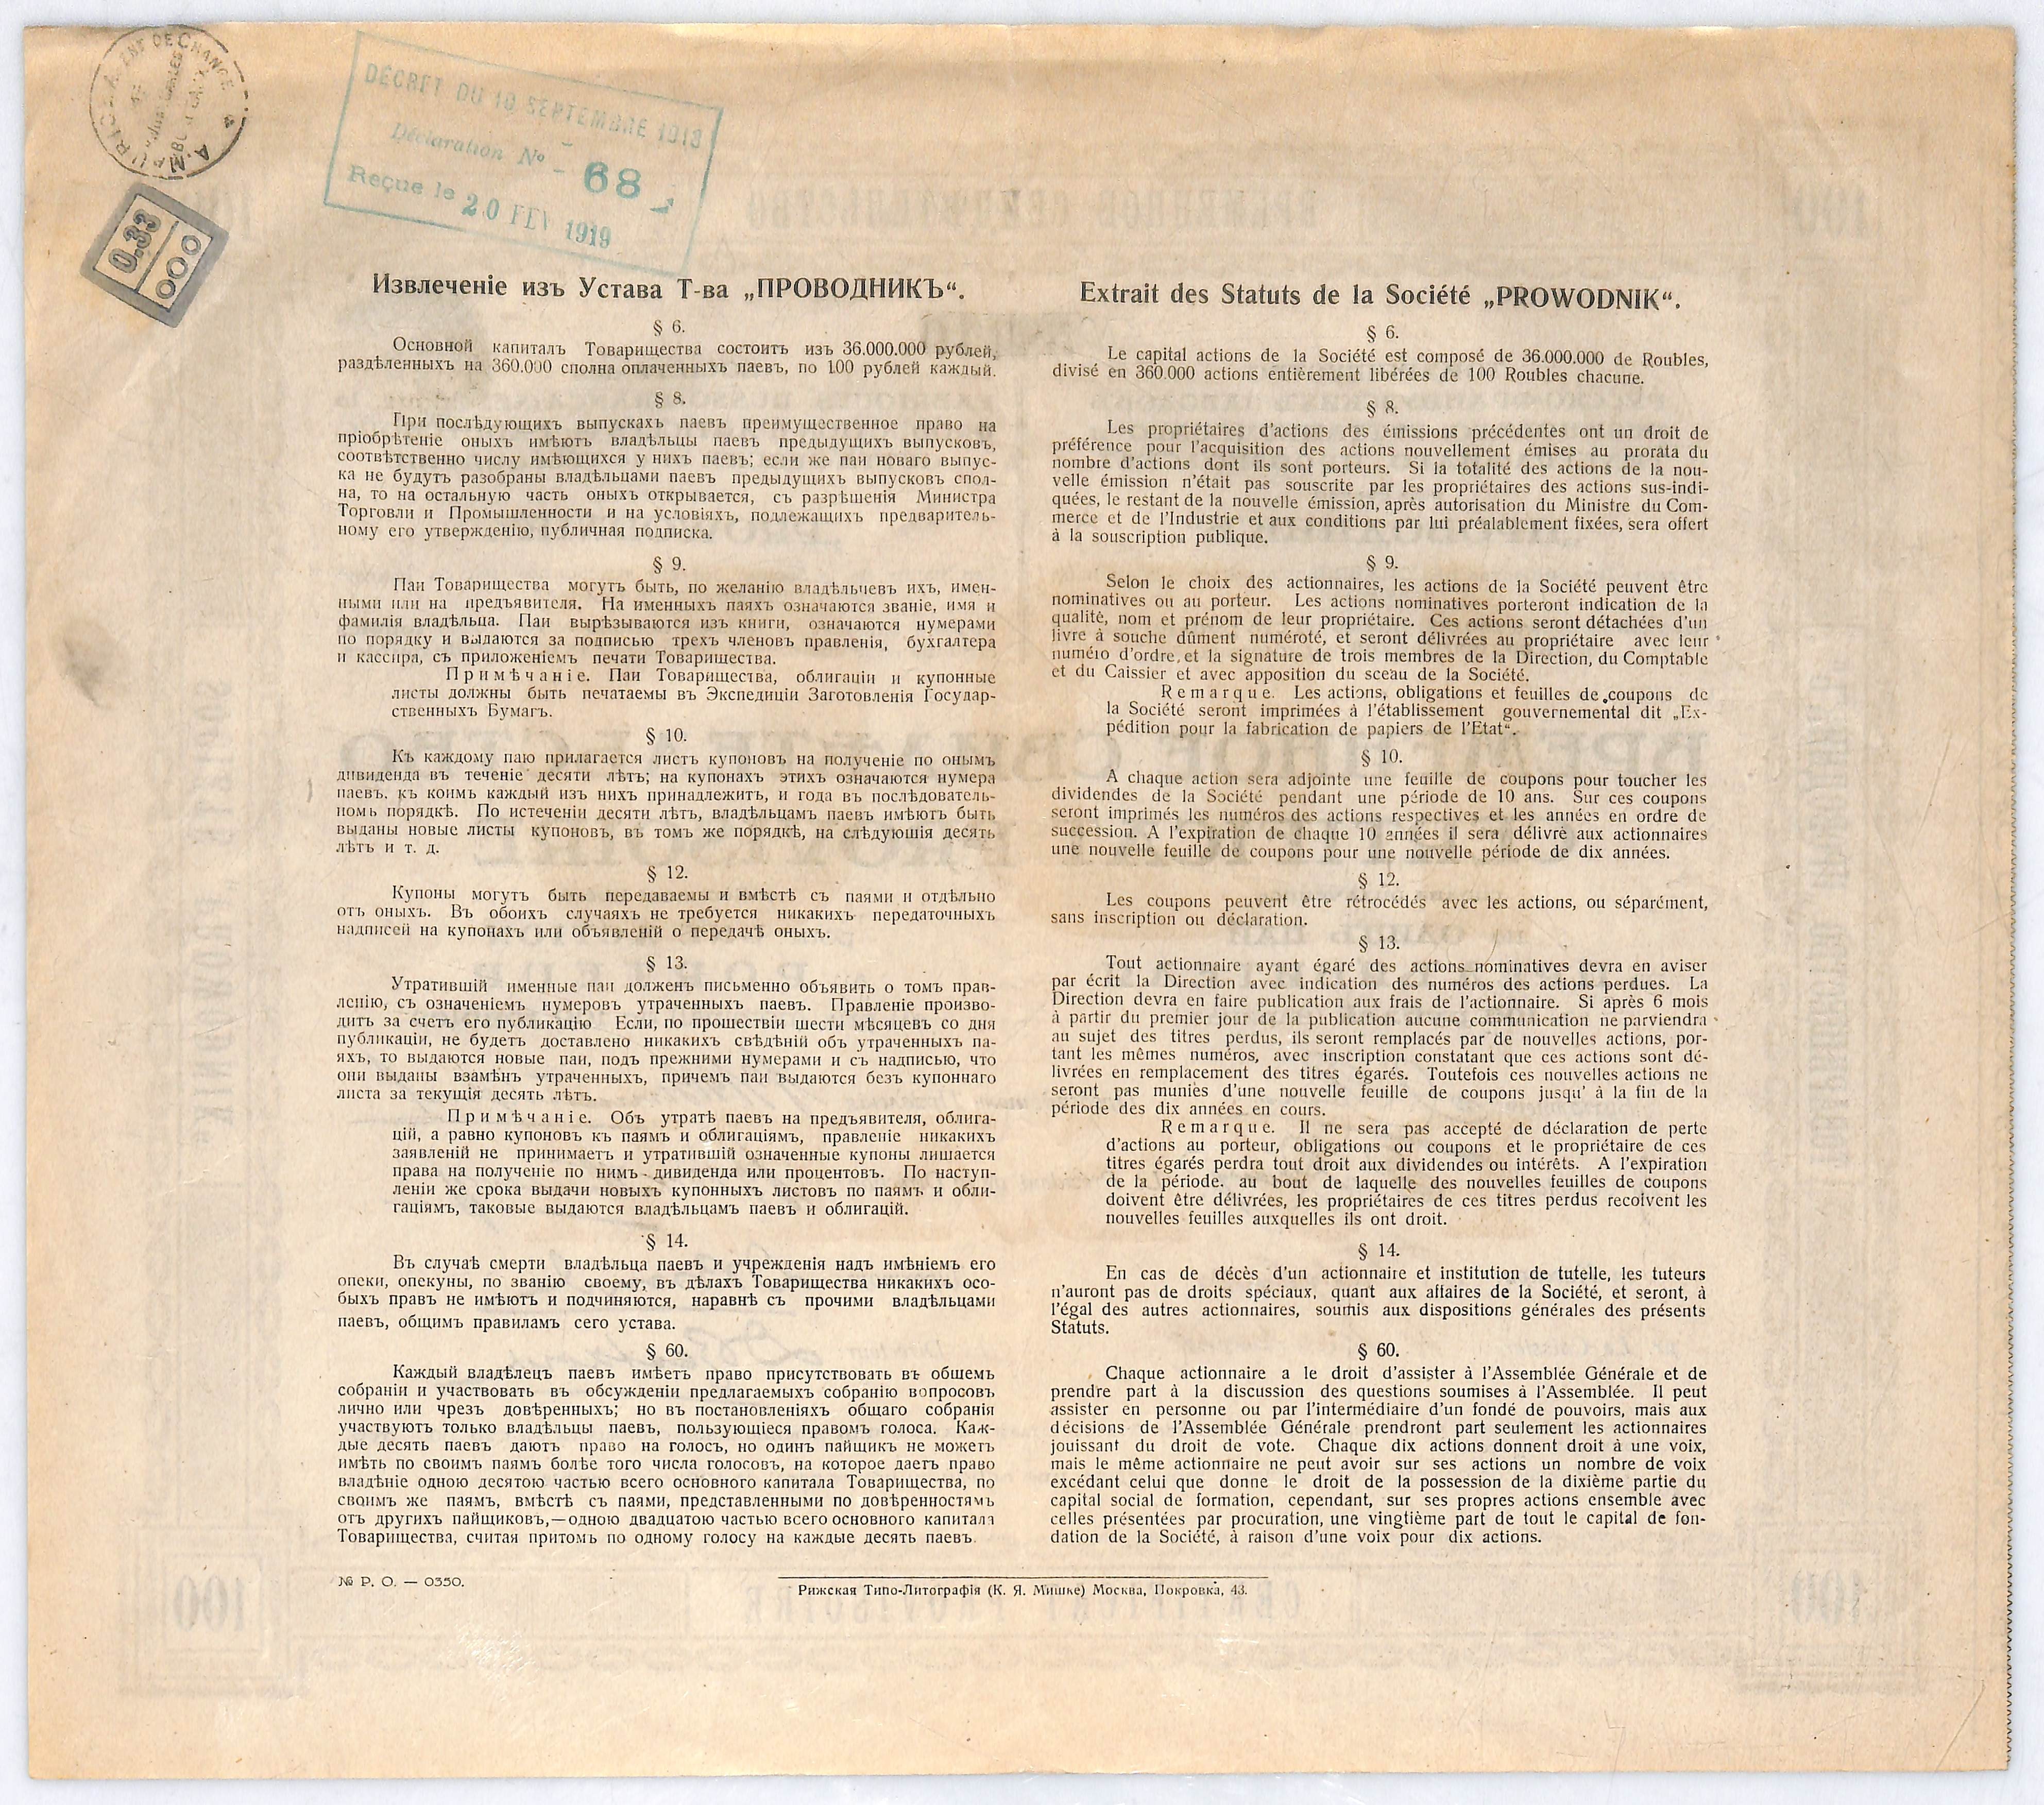 AGENT DE CHANGE
DÉCRET DU 10 SEPTEMBRE 1918
Déclaration No - 68
Reçue le 20 FEV 1919
0.33
Извлеченіе изъ Устава Т-ва „ПРОВОДНИКЪ“.
§ 6.
Основной капиталъ Товарищества состоитъ изъ 36.000.000 рублей,
раздѣленныхъ на 360.000 сполна оплаченныхъ паевъ, по 100 рублей каждый.
§ 8.
При послѣдующихъ выпускахъ паевъ преимущественное право на
пріобрѣтеніе оныхъ имѣютъ владѣльцы паевъ предыдущихъ выпусковъ,
соотвѣтственно числу имѣющихся у нихъ паевъ; если же паи новаго выпус-
ка не будутъ разобраны владѣльцами паевъ предыдущихъ выпусковъ спол-
на, то на остальную часть оныхъ открывается, съ разрѣшенія Министра
Торговли и Промышленности и на условіяхъ, подлежащихъ предваритель-
ному его утвержденію, публичная подписка.
§ 9.
Паи Товарищества могутъ быть, по желанію владѣльчевъ ихъ, имен-
ными или на предъявителя. На именныхъ паяхъ означаются званіе, имя и
фамилія владѣльца. Паи вырѣзываются изъ книги, означаются нумерами
по порядку и выдаются за подписью трехъ членовъ правленія, бухгалтера
и кассира, съ приложеніемъ печати Товарищества.
Примѣчаніе. Паи Товарищества, облигаціи и купонные
листы должны быть печатаемы въ Экспедиціи Заготовленія Государ-
ственныхъ Бумагъ.
§ 10.
Къ каждому паю прилагается листъ купоновъ на полученіе по онымъ
дивиденда въ теченіе десяти лѣтъ; на купонахъ этихъ означаются нумера
паевъ, къ коимъ каждый изъ нихъ принадлежитъ, и года въ послѣдователь-
номъ порядкѣ. По истеченіи десяти лѣтъ, владѣльцамъ паевъ имѣютъ быть
выданы новые листы купоновъ, въ томъ же порядкѣ, на слѣдующія десять
лѣтъ и т. д.
§ 12.
Купоны могутъ быть передаваемы и вмѣстѣ съ паями и отдѣльно
отъ оныхъ. Въ обоихъ случаяхъ не требуется никакихъ передаточныхъ
надписей на купонахъ или объявленій о передачѣ оныхъ.
§ 13.
Утратившій именные паи долженъ письменно объявить о томъ прав-
ленію, съ означеніемъ нумеровъ утраченныхъ паевъ. Правленіе произво-
дитъ за счетъ его публикацію Если, по прошествіи шести мѣсяцевъ со дня
публикаціи, не будетъ доставлено никакихъ свѣдѣній объ утраченныхъ па-
яхъ, то выдаются новые паи, подъ прежними нумерами и съ надписью, что
они выданы взамѣнъ утраченныхъ, причемъ паи выдаются безъ купоннаго
листа за текущія десять лѣтъ.
Примѣчаніе. Объ утратѣ паевъ на предъявителя, облига-
цій, а равно купоновъ къ паямъ и облигаціямъ, правленіе никакихъ
заявленій не принимаетъ и утратившій означенные купоны лишается
права на полученіе по нимъ дивиденда или процентовъ. По наступ-
леніи же срока выдачи новыхъ купонныхъ листовъ по паямъ и обли-
гаціямъ, таковые выдаются владѣльцамъ паевъ и облигацій.
§ 14.
Въ случаѣ смерти владѣльца паевъ и учрежденія надъ имѣніемъ его
опеки, опекуны, по званію своему, въ дѣлахъ Товарищества никакихъ осо-
быхъ правъ не имѣютъ и подчиняются, наравнѣ съ прочими владѣльцами
паевъ, общимъ правиламъ сего устава.
§ 60.
Каждый владѣлецъ паевъ имѣетъ право присутствовать въ общемъ
собраніи и участвовать въ обсужденіи предлагаемыхъ собранію вопросовъ
лично или чрезъ довѣренныхъ; но въ постановленіяхъ общаго собранія
участвуютъ только владѣльцы паевъ, пользующіеся правомъ голоса. Каж-
дые десять паевъ даютъ право на голосъ, но одинъ пайщикъ не можетъ
имѣть по своимъ паямъ болѣе того числа голосовъ, на которое даетъ право
владѣніе одною десятою частью всего основного капитала Товарищества, по
своимъ же паямъ, вмѣстѣ съ паями, представленными по довѣренностямъ
отъ другихъ пайщиковъ,—одною двадцатою частью всего основного капитала
Товарищества, считая притомъ по одному голосу на каждые десять паевъ.
№ Р. О. — 0350.
Extrait des Statuts de la Société „PROWODNIK“.
§ 6.
Le capital actions de la Société est composé de 36.000.000 de Roubles,
divisé en 360.000 actions entièrement libérées de 100 Roubles chacune.
§ 8.
Les propriétaires d'actions des émissions précédentes ont un droit de
préférence pour l'acquisition des actions nouvellement émises au prorata du
nombre d'actions dont ils sont porteurs. Si la totalité des actions de la nou-
velle émission n'était pas souscrite par les propriétaires des actions sus-indi-
quées, le restant de la nouvelle émission, après autorisation du Ministre du Com-
merce et de l'Industrie et aux conditions par lui préalablement fixées, sera offert
à la souscription publique.
§ 9.
Selon le choix des actionnaires, les actions de la Société peuvent être
nominatives ou au porteur. Les actions nominatives porteront indication de la
qualité, nom et prénom de leur propriétaire. Ces actions seront détachées d'un
livre à souche dûment numéroté, et seront délivrées au propriétaire avec leur
numéro d'ordre, et la signature de trois membres de la Direction, du Comptable
et du Caissier et avec apposition du sceau de la Société.
Remarque. Les actions, obligations et feuilles de coupons de
la Société seront imprimées à l'établissement gouvernemental dit „Ex-
pédition pour la fabrication de papiers de l'Etat“.
§ 10.
A chaque action sera adjointe une feuille de coupons pour toucher les
dividendes de la Société pendant une période de 10 ans. Sur ces coupons
seront imprimés les numéros des actions respectives et les années en ordre de
succession. A l'expiration de chaque 10 années il sera délivrè aux actionnaires
une nouvelle feuille de coupons pour une nouvelle période de dix années.
§ 12.
Les coupons peuvent être rétrocédés avec les actions, ou séparément,
sans inscription ou déclaration.
§ 13.
Tout actionnaire ayant égaré des actions nominatives devra en aviser
par écrit la Direction avec indication des numéros des actions perdues. La
Direction devra en faire publication aux frais de l'actionnaire. Si après 6 mois
à partir du premier jour de la publication aucune communication ne parviendra
au sujet des titres perdus, ils seront remplacés par de nouvelles actions, por-
tant les mêmes numéros, avec inscription constatant que ces actions sont dé-
livrées en remplacement des titres égarés. Toutefois ces nouvelles actions ne
seront pas munies d'une nouvelle feuille de coupons jusqu' à la fin de la
période des dix années en cours.
Remarque. Il ne sera pas accepté de déclaration de perte
d'actions au porteur, obligations ou coupons et le propriétaire de ces
titres égarés perdra tout droit aux dividendes ou intérêts. A l'expiration
de la période. au bout de laquelle des nouvelles feuilles de coupons
doivent être délivrées, les propriétaires de ces titres perdus recoivent les
nouvelles feuilles auxquelles ils ont droit.
§ 14.
En cas de décès d'un actionnaire et institution de tutelle, les tuteurs
n'auront pas de droits spéciaux, quant aux affaires de la Société, et seront, à
l'égal des autres actionnaires, soumis aux dispositions générales des présents
Statuts.
§ 60.
Chaque actionnaire a le droit d'assister à l'Assemblée Générale et de
prendre part à la discussion des questions soumises à l'Assemblée. Il peut
assister en personne ou par l'intermédiaire d'un fondé de pouvoirs, mais aux
décisions de l'Assemblée Générale prendront part seulement les actionnaires
jouissant du droit de vote. Chaque dix actions donnent droit à une voix,
mais le même actionnaire ne peut avoir sur ses actions un nombre de voix
excédant celui que donne le droit de la possession de la dixième partie du
capital social de formation, cependant, sur ses propres actions ensemble avec
celles présentées par procuration, une vingtième part de tout le capital de fon-
dation de la Société, à raison d'une voix pour dix actions.
Рижская Типо-Литографія (К. Я. Мишке) Москва, Покровка, 43.